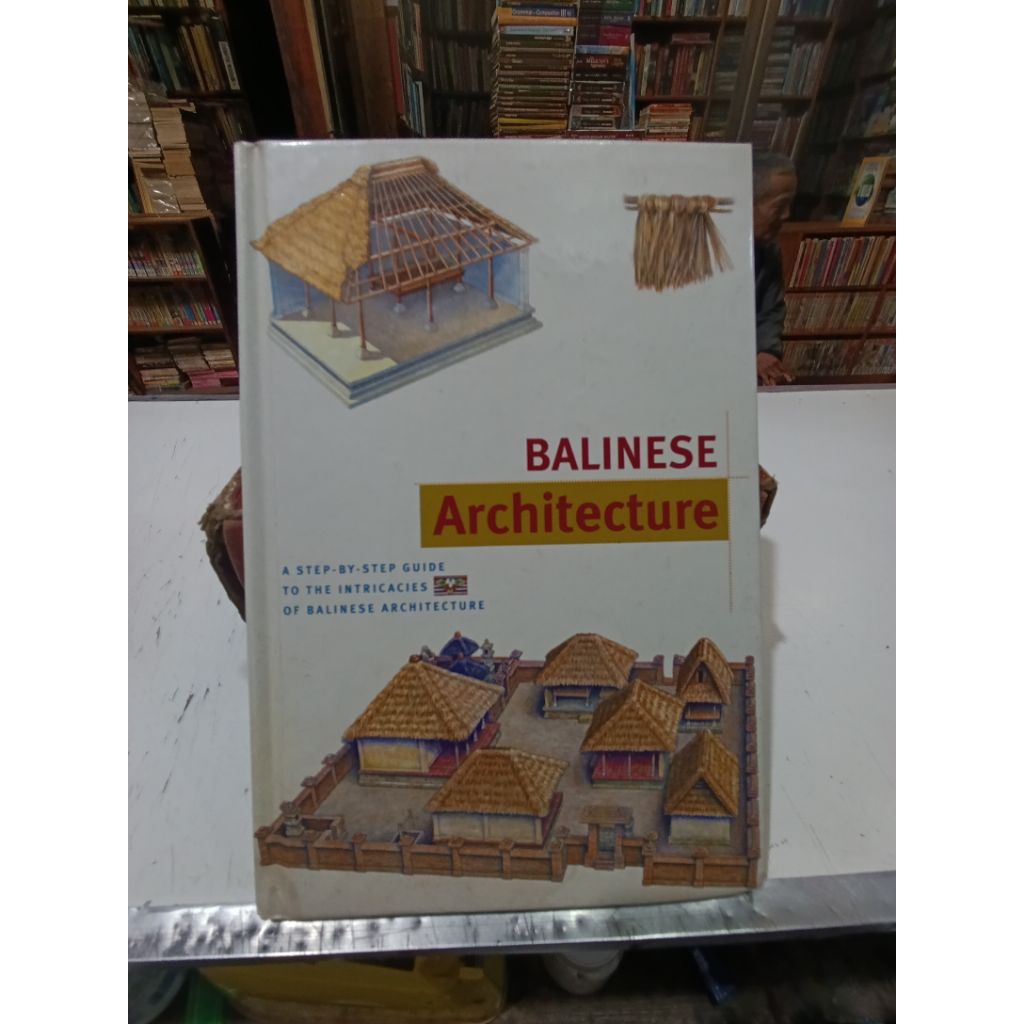 BALINESE
Architecture
A STEP-BY-STEP GUIDE
TO THE INTRICACIES
OF BALINESE ARCHITECTURE